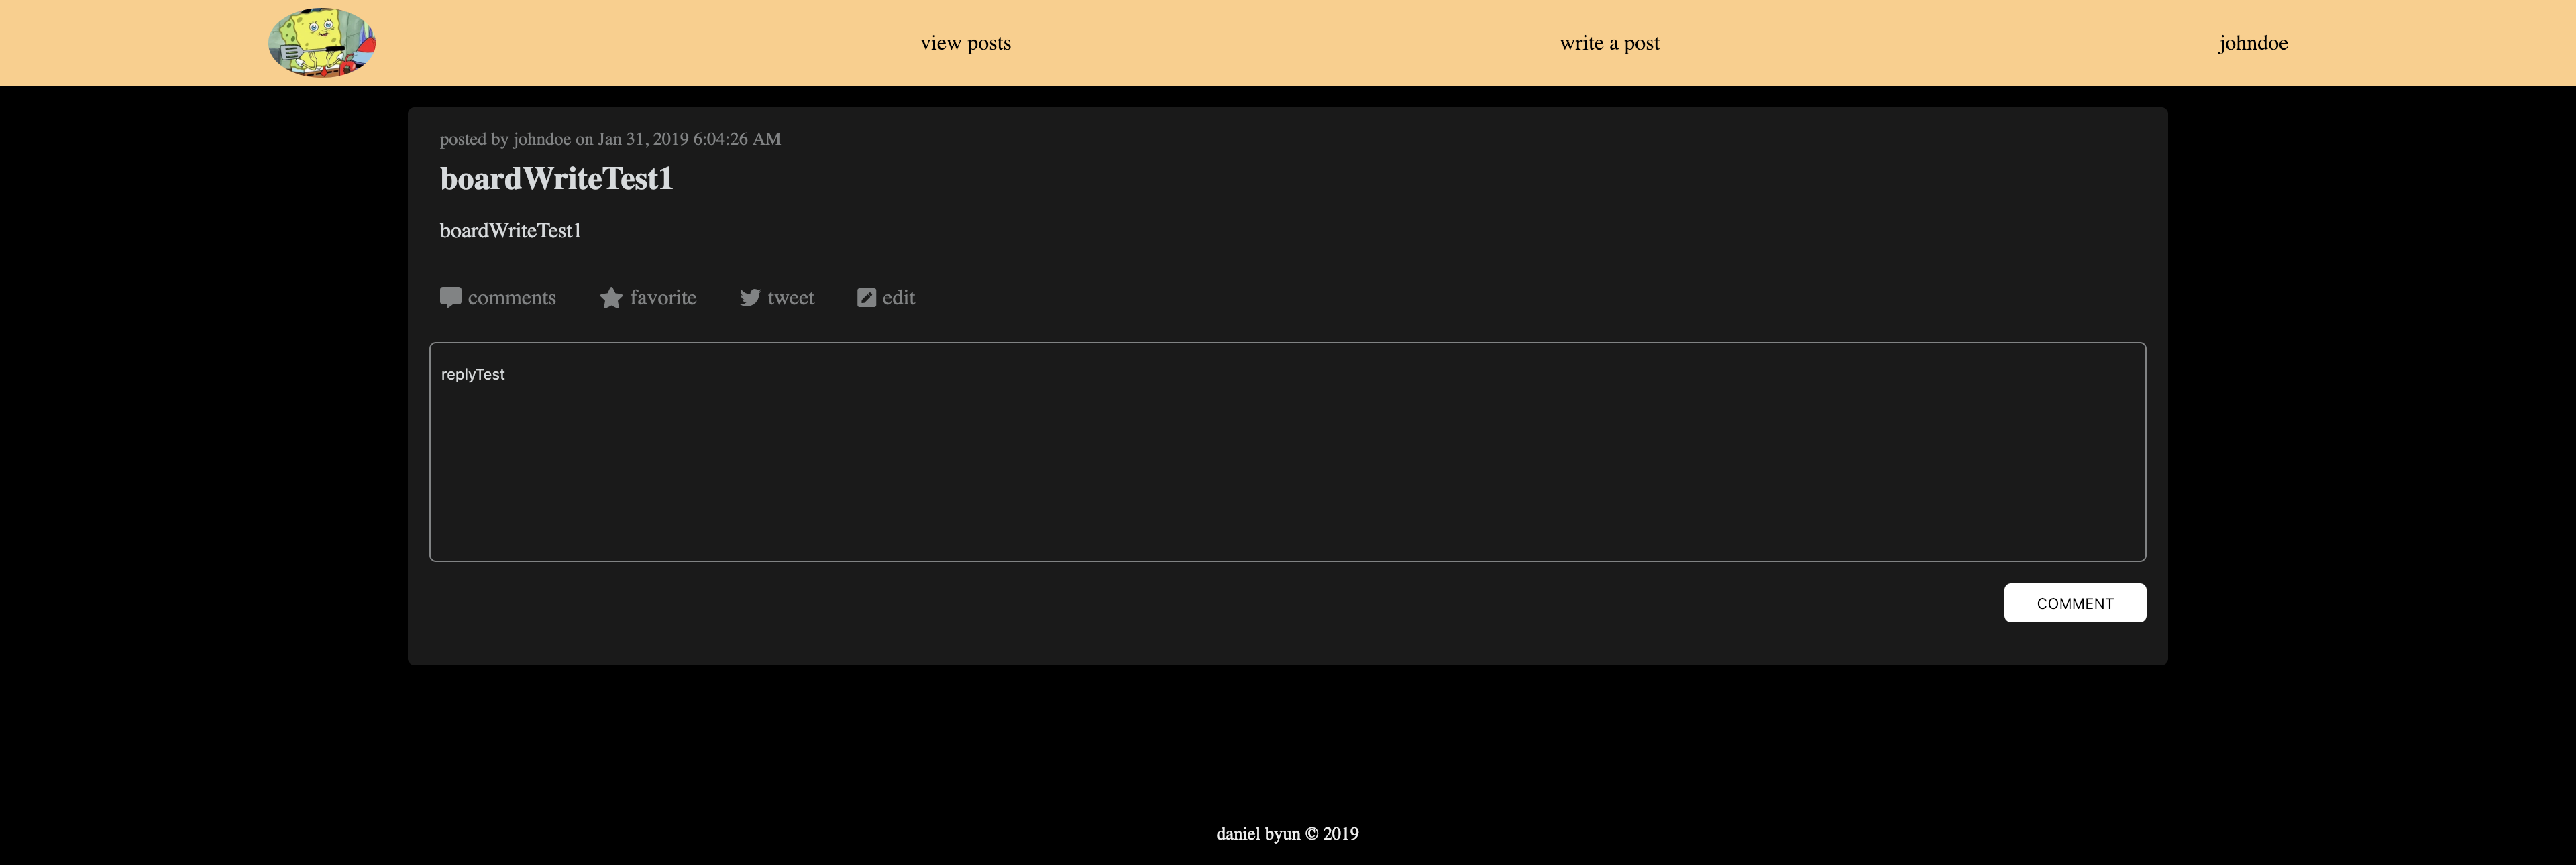 view posts
write a post
johndoe
posted by johndoe on Jan 31, 2019 6:04:26 AM
boardWriteTest1
boardWriteTest1
comments favorite tweet edit
replyTest
COMMENT
daniel byun © 2019